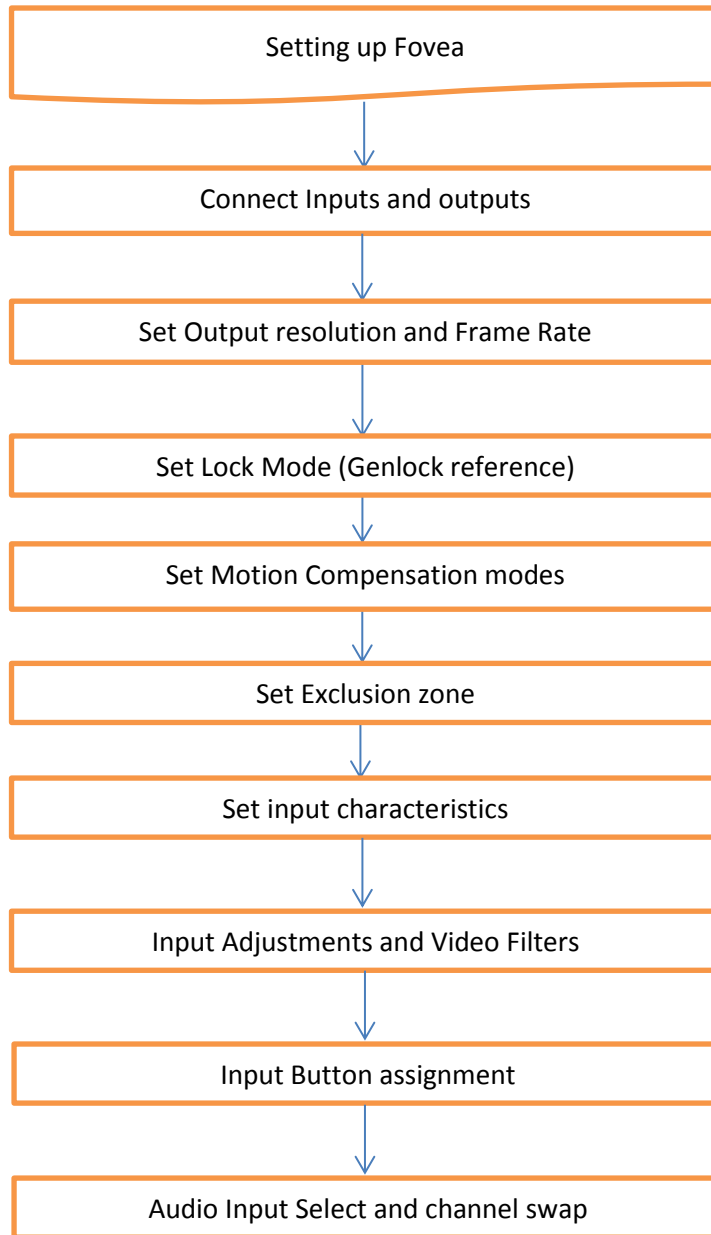 Setting up Fovea
Connect Inputs and outputs
Set Output resolution and Frame Rate
Set Lock Mode (Genlock reference)
Set Motion Compensation modes
Set Exclusion zone
Set input characteristics
Input Adjustments and Video Filters
Input Button assignment
Audio Input Select and channel swap